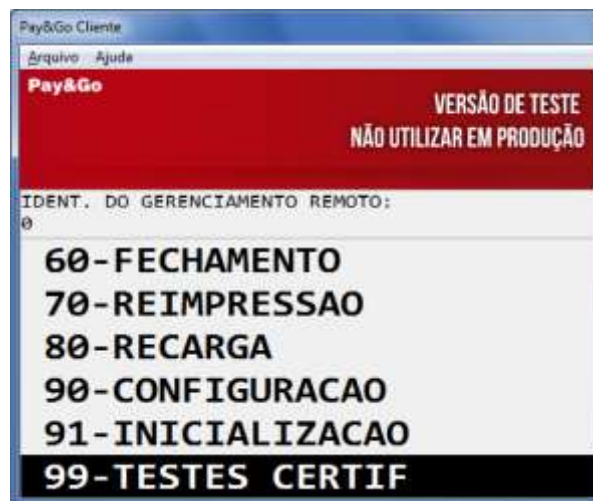 Pay&Go Cliente
Arquivo Ajuda
Pay&Go
VERSÃO DE TESTE
NÃO UTILIZAR EM PRODUÇÃO
IDENT. DO GERENCIAMENTO REMOTO:
0
60-FECHAMENTO
70-REIMPRESSAO
80-RECARGA
90-CONFIGURACAO
91-INICIALIZACAO
99-TESTES CERTIF